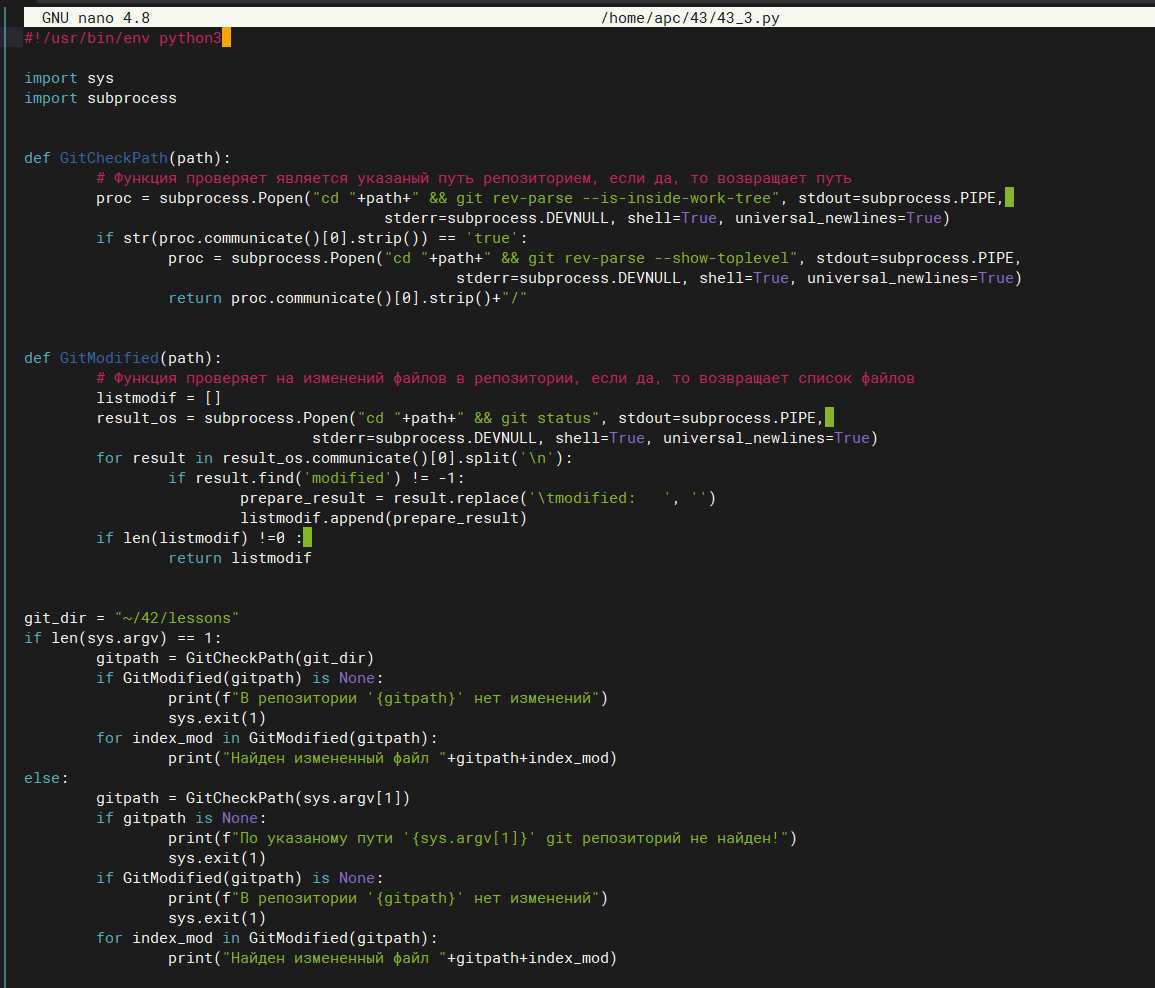 GNU nano 4.8 /home/apc/43/43_3.py
#!/usr/bin/env python3
import sys
import subprocess
def GitCheckPath(path):
# Функция проверяет является указаный путь репозиторием, если да, то возвращает путь
proc = subprocess.Popen("cd "+path+" && git rev-parse --is-inside-work-tree", stdout=subprocess.PIPE,
stderr=subprocess.DEVNULL, shell=True, universal_newlines=True)
if str(proc.communicate()[0].strip()) == 'true':
proc = subprocess.Popen("cd "+path+" && git rev-parse --show-toplevel", stdout=subprocess.PIPE,
stderr=subprocess.DEVNULL, shell=True, universal_newlines=True)
return proc.communicate()[0].strip()+"/"
def GitModified(path):
# Функция проверяет на изменений файлов в репозитории, если да, то возвращает список файлов
listmodif = []
result_os = subprocess.Popen("cd "+path+" && git status", stdout=subprocess.PIPE,
stderr=subprocess.DEVNULL, shell=True, universal_newlines=True)
for result in result_os.communicate()[0].split('\n'):
if result.find('modified') != -1:
prepare_result = result.replace('\tmodified:   ', '')
listmodif.append(prepare_result)
if len(listmodif) !=0 :
return listmodif
git_dir = "~/42/lessons"
if len(sys.argv) == 1:
gitpath = GitCheckPath(git_dir)
if GitModified(gitpath) is None:
print(f"В репозитории '{gitpath}' нет изменений")
sys.exit(1)
for index_mod in GitModified(gitpath):
print("Найден измененный файл "+gitpath+index_mod)
else:
gitpath = GitCheckPath(sys.argv[1])
if gitpath is None:
print(f"По указаному пути '{sys.argv[1]}' git репозиторий не найден!")
sys.exit(1)
if GitModified(gitpath) is None:
print(f"В репозитории '{gitpath}' нет изменений")
sys.exit(1)
for index_mod in GitModified(gitpath):
print("Найден измененный файл "+gitpath+index_mod)